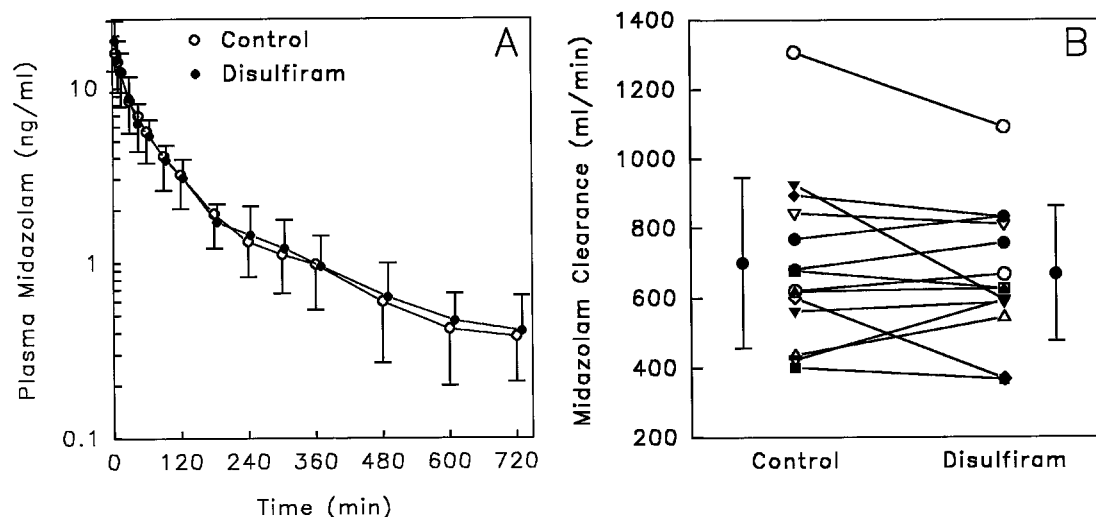 A
Control
Disulfiram
Plasma Midazolam (ng/ml)
10
1
0.1
0 120 240 360 480 600 720
Time (min)
B
Midazolam Clearance (ml/min)
1400
1200
1000
800
600
400
200
Control Disulfiram